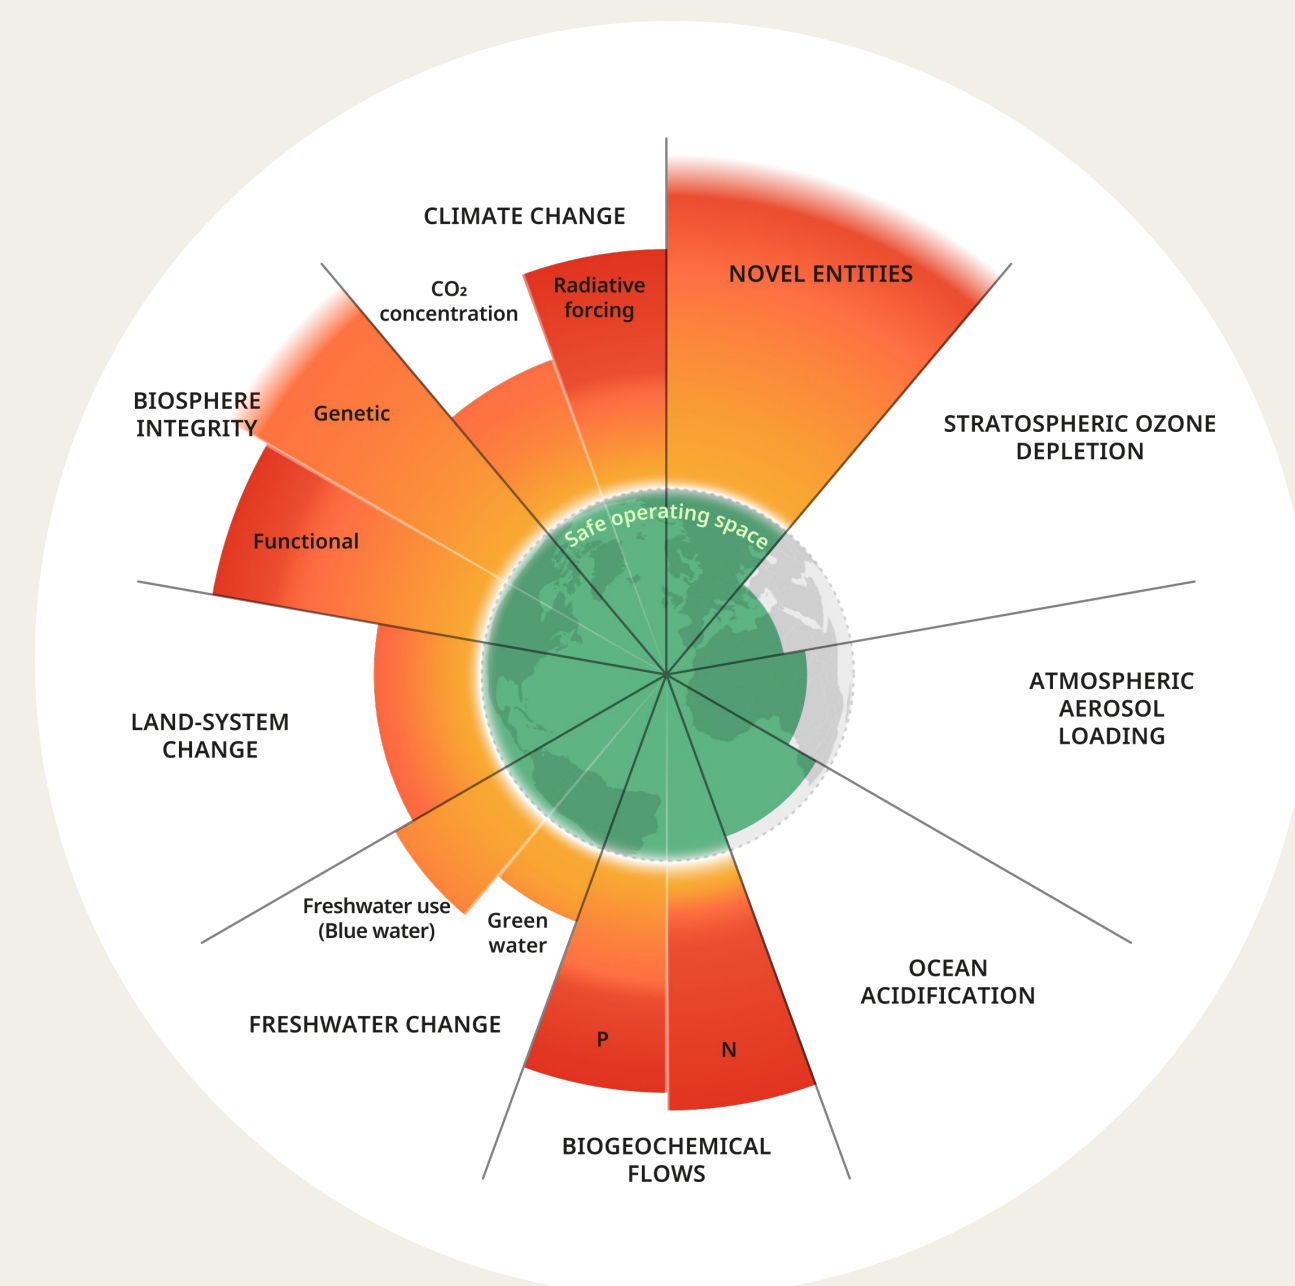 CLIMATE CHANGE
CO₂
concentration
Radiative
forcing
NOVEL ENTITIES
STRATOSPHERIC OZONE
DEPLETION
ATMOSPHERIC
AEROSOL
LOADING
OCEAN
ACIDIFICATION
BIOGEOCHEMICAL
FLOWS
P
N
FRESHWATER CHANGE
Freshwater use
(Blue water)
Green
water
LAND-SYSTEM
CHANGE
BIOSPHERE
INTEGRITY
Genetic
Functional
Safe operating space